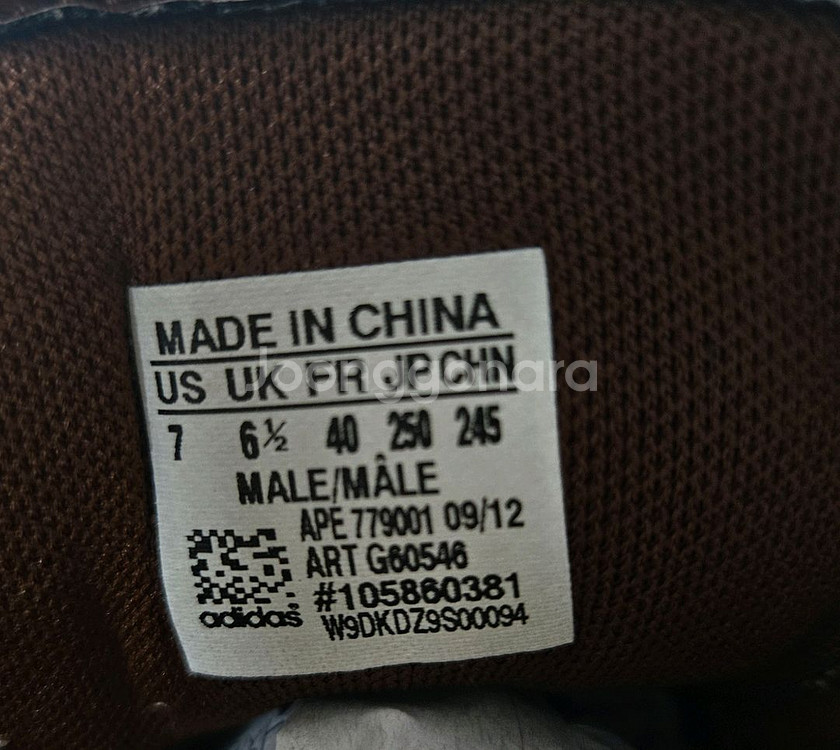 MADE IN CHINA
US UK FR JP CHN
7 6½ 40 250 245
MALE/MÂLE
APE 779001 09/12
ART G60546
#105860381
adidas W9DKDZ9S00094
Joonggonara